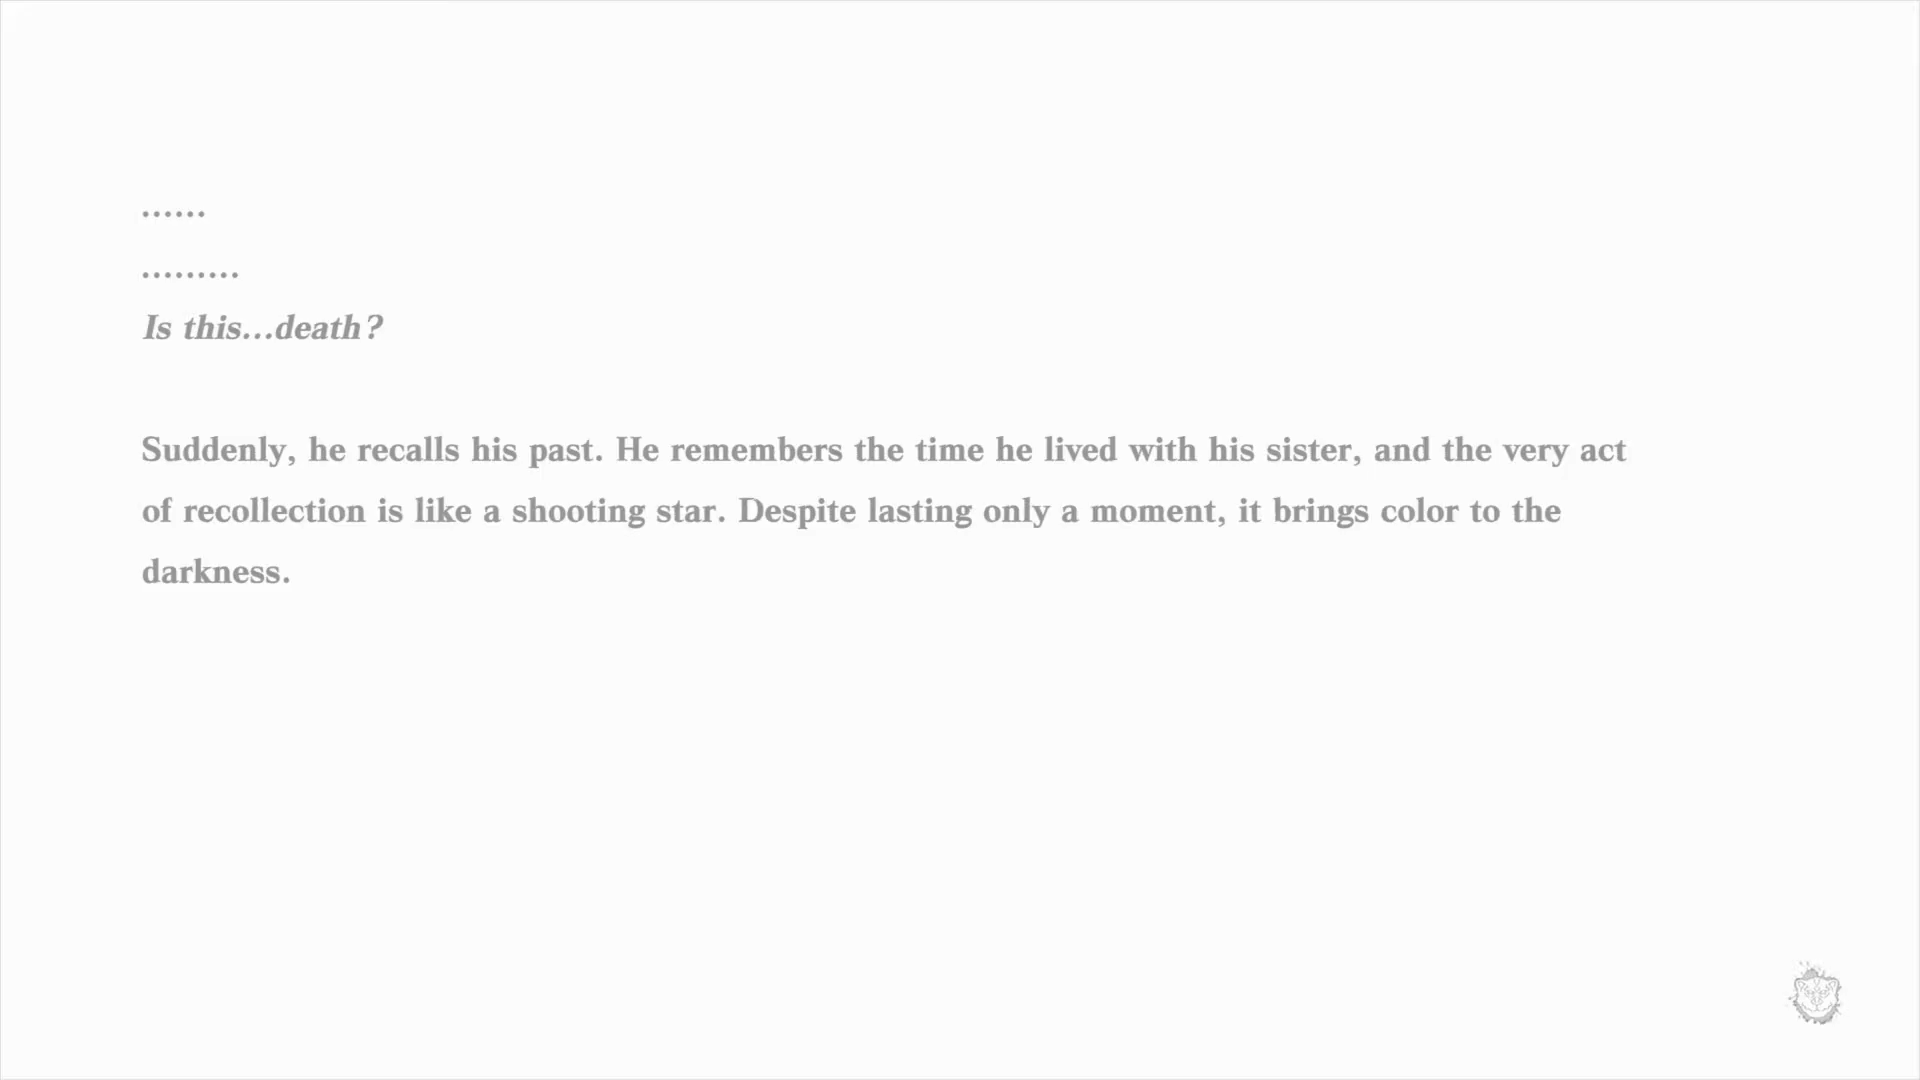 ......
.........
Is this...death?
Suddenly, he recalls his past. He remembers the time he lived with his sister, and the very act
of recollection is like a shooting star. Despite lasting only a moment, it brings color to the
darkness.